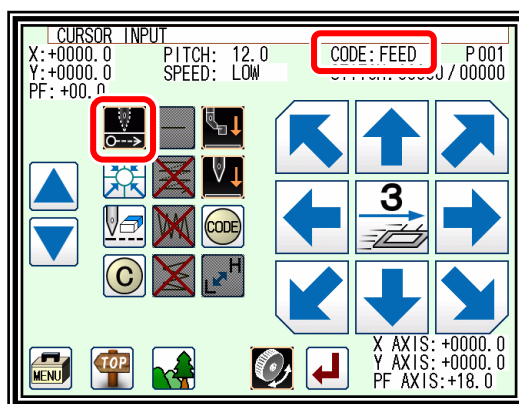 CURSOR INPUT
X:+0000.0 PITCH: 12.0 CODE:FEED P001
Y:+0000.0 SPEED: LOW / 00000
PF: +00.0
CODE
3
C
L H
X AXIS: +0000.0
Y AXIS: +0000.0
PF AXIS:+18.0
MENU TOP